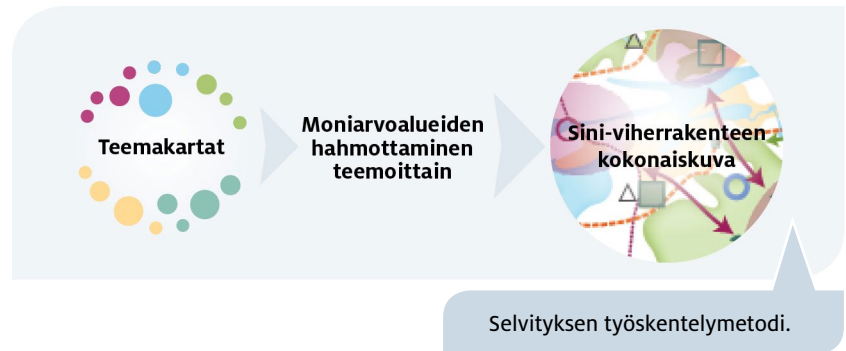 Teemakartat
Moniarvoalueiden
hahmottaminen
teemoittain
Sini-viherrakenteen
kokonaiskuva
Selvityksen työskentelymetodi.